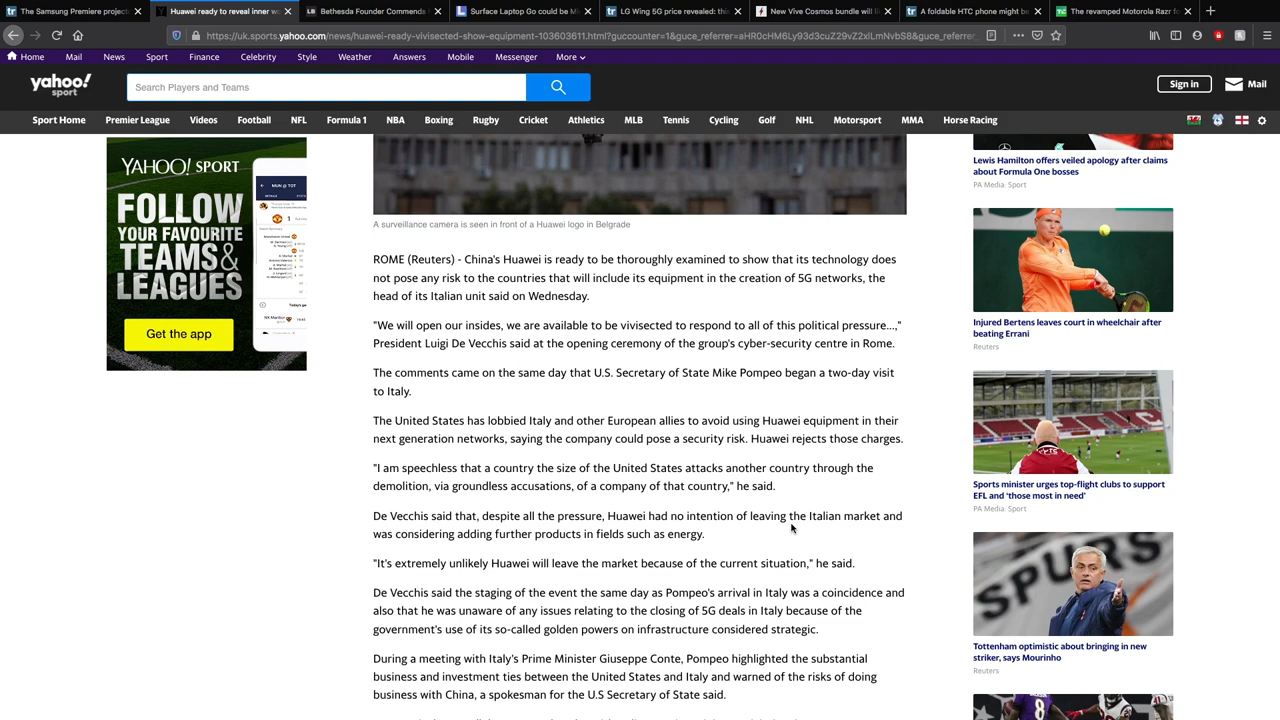 The Samsung projec
Huawei ready to reveal inner wo
Bethesda Founder Commends
Surface Laptop Go could be Mi
LG Wing 5G price revealed: this
New Vive Cosmos bundle will l
A foldable HTC phone might be
The revamped Motorola Razr fo
https://uk.sports.yahoo.com/news/huawei-ready-vivisected-show-equipment-103603611.html?guccounter=1&guce_referrer=
Home Mail News Sport Finance Celebrity Style Weather Answers Mobile Messenger More
yahoo!
sport
Search Players and Teams
Sign in
Mail
Sport Home Premier League Videos Football NFL Formula 1 NBA Boxing Rugby Cricket Athletics MLB Tennis Cycling Golf NHL Motorsport MMA Horse Racing
YAHOO! SPORT
FOLLOW
YOUR FAVOURITE
TEAMS&
LEAGUES
Get the app
MUN @ TOT
A surveillance camera is seen in front of a Huawei logo in Belgrade
ROME (Reuters) - China's Huawei is ready to be thoroughly examined to show that its technology does
not pose any risk to the countries that will include its equipment in the creation of 5G networks, the
head of its Italian unit said on Wednesday.
"We will open our insides, we are available to be vivisected to respond to all of this political pressure...,"
President Luigi De Vecchis said at the opening ceremony of the group's cyber-security centre in Rome.
The comments came on the same day that U.S. Secretary of State Mike Pompeo began a two-day visit
to Italy.
The United States has lobbied Italy and other European allies to avoid using Huawei equipment in their
next generation networks, saying the company could pose a security risk. Huawei rejects those charges.
"I am speechless that a country the size of the United States attacks another country through the
demolition, via groundless accusations, of a company of that country," he said.
De Vecchis said that, despite all the pressure, Huawei had no intention of leaving the Italian market and
was considering adding further products in fields such as energy.
"It's extremely unlikely Huawei will leave the market because of the current situation," he said.
De Vecchis said the staging of the event the same day as Pompeo's arrival in Italy was a coincidence and
also that he was unaware of any issues relating to the closing of 5G deals in Italy because of the
government's use of its so-called golden powers on infrastructure considered strategic.
During a meeting with Italy's Prime Minister Giuseppe Conte, Pompeo highlighted the substantial
business and investment ties between the United States and Italy and warned of the risks of doing
business with China, a spokesman for the U.S Secretary of State said.
Lewis Hamilton offers veiled apology after claims
about Formula One bosses
PA Media: Sport
Injured Bertens leaves court in wheelchair after
beating Errani
Reuters
Sports minister urges top-flight clubs to support
EFL and 'those most in need'
PA Media: Sport
SPURS
Tottenham optimistic about bringing in new
striker, says Mourinho
Reuters